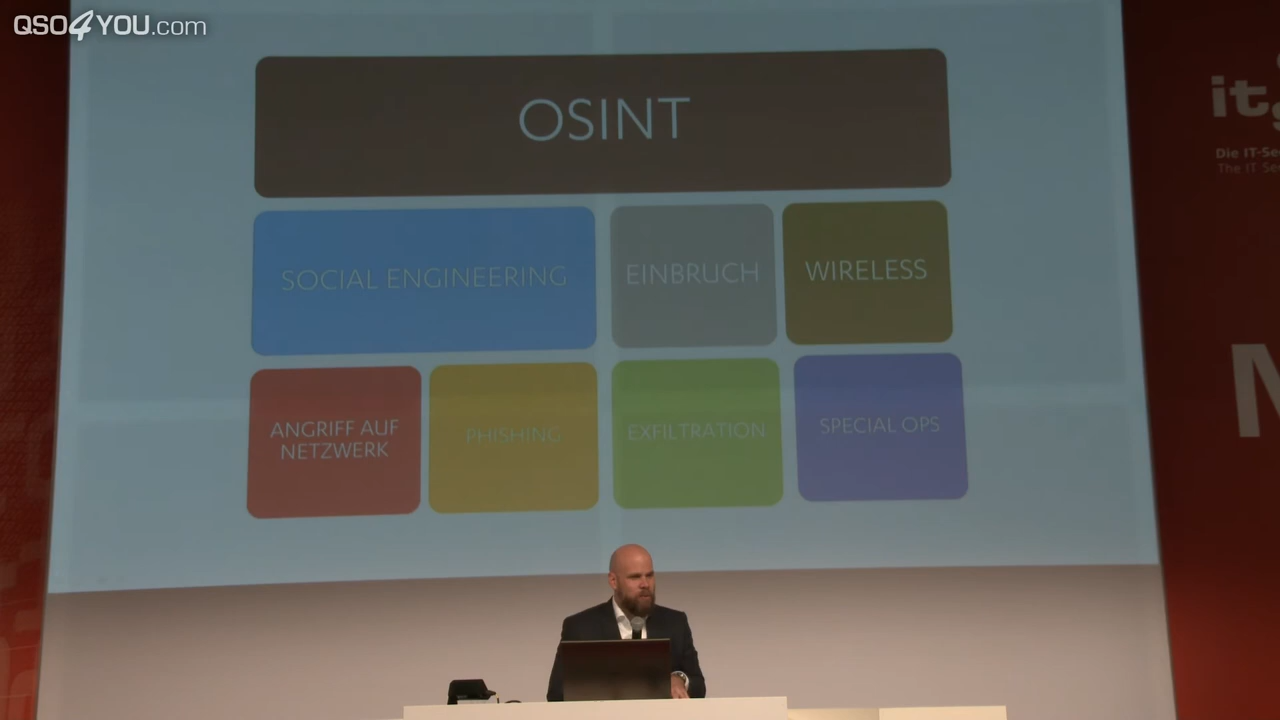 QSO4YOU.com
OSINT
SOCIAL ENGINEERING
EINBRUCH
WIRELESS
ANGRIFF AUF
NETZWERK
PHISHING
EXFILTRATION
SPECIAL OPS
it
Die IT-Se
The IT Se